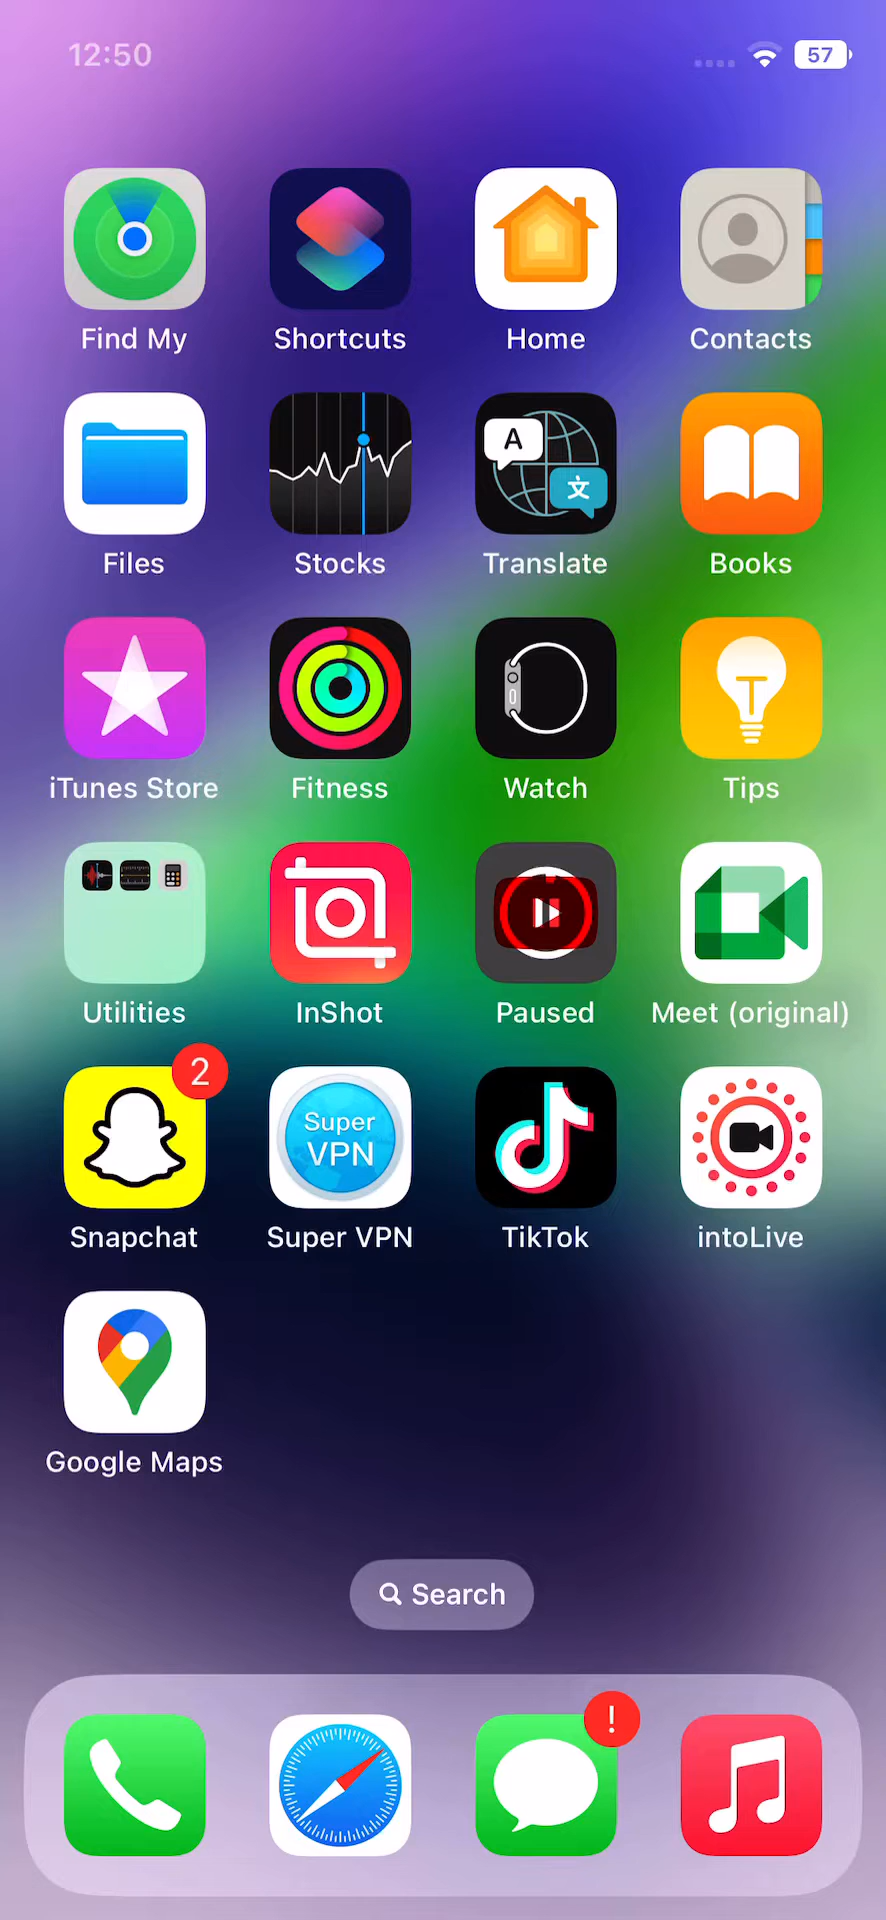 12:50
57
Find My
Shortcuts
Home
Contacts
A
文
Files
Stocks
Translate
Books
iTunes Store
Fitness
Watch
Tips
Utilities
InShot
Paused
Meet (original)
2
Super
VPN
Snapchat
Super VPN
TikTok
intoLive
Google Maps
Search
!